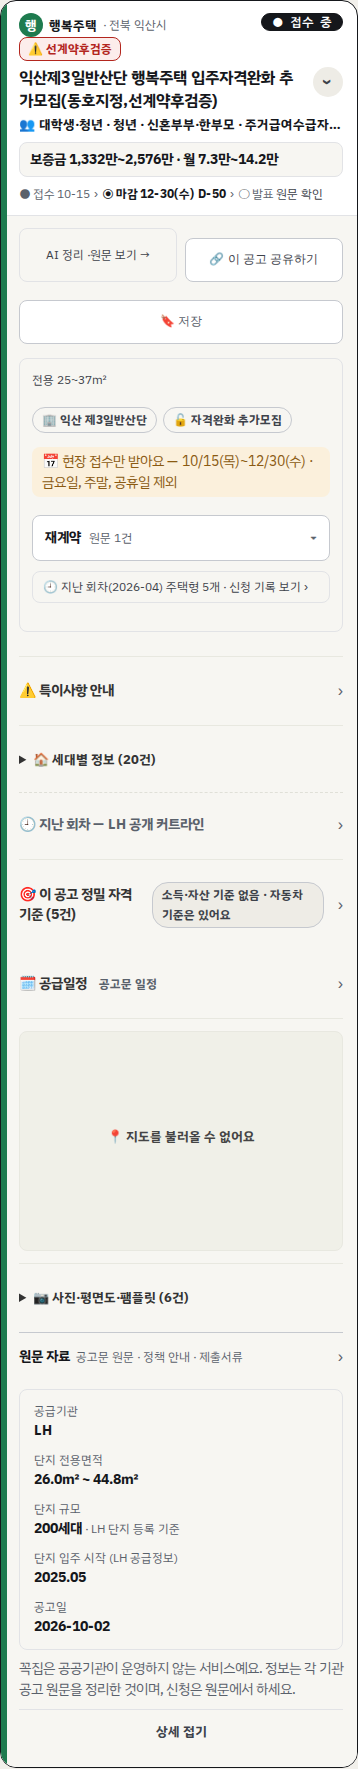 행 행복주택 · 전북 익산시 ● 접수 중
⚠️ 선계약후검증
익산제3일반산단 행복주택 입주자격완화 추
가모집(동호지정,선계약후검증)
👥 대학생·청년 · 청년 · 신혼부부·한부모 · 주거급여수급자...
보증금 1,332만~2,576만 · 월 7.3만~14.2만
● 접수 10-15 › ◉ 마감 12-30(수) D-50 › ○ 발표 원문 확인
AI 정리 ·원문 보기 →
🔗 이 공고 공유하기
🔖 저장
전용 25~37m²
🏢 익산 제3일반산단
🔓 자격완화 추가모집
📅 현장 접수만 받아요 — 10/15(목)~12/30(수) ·
금요일, 주말, 공휴일 제외
재계약 원문 1건
🕘 지난 회차(2026-04) 주택형 5개 · 신청 기록 보기 ›
⚠️ 특이사항 안내 ›
▶ 🏠 세대별 정보 (20건)
🕘 지난 회차 — LH 공개 커트라인 ›
🎯 이 공고 정밀 자격
기준 (5건)
소득·자산 기준 없음 · 자동차
기준은 있어요
›
🗓️ 공급일정 공고문 일정 ›
📍 지도를 불러올 수 없어요
▶ 📷 사진·평면도·팸플릿 (6건)
원문 자료 공고문 원문 · 정책 안내 · 제출서류 ›
공급기관
LH
단지 전용면적
26.0m² ~ 44.8m²
단지 규모
200세대 · LH 단지 등록 기준
단지 입주 시작 (LH 공급정보)
2025.05
공고일
2026-10-02
꼭집은 공공기관이 운영하지 않는 서비스예요. 정보는 각 기관
공고 원문을 정리한 것이며, 신청은 원문에서 하세요.
상세 접기